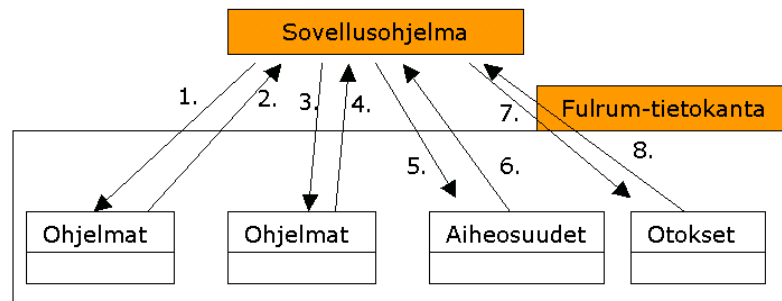 Sovellusohjelma
1.
2.
3.
4.
7.
Fulrum-tietokanta
5.
6.
8.
Ohjelmat
Ohjelmat
Aiheosuudet
Otokset